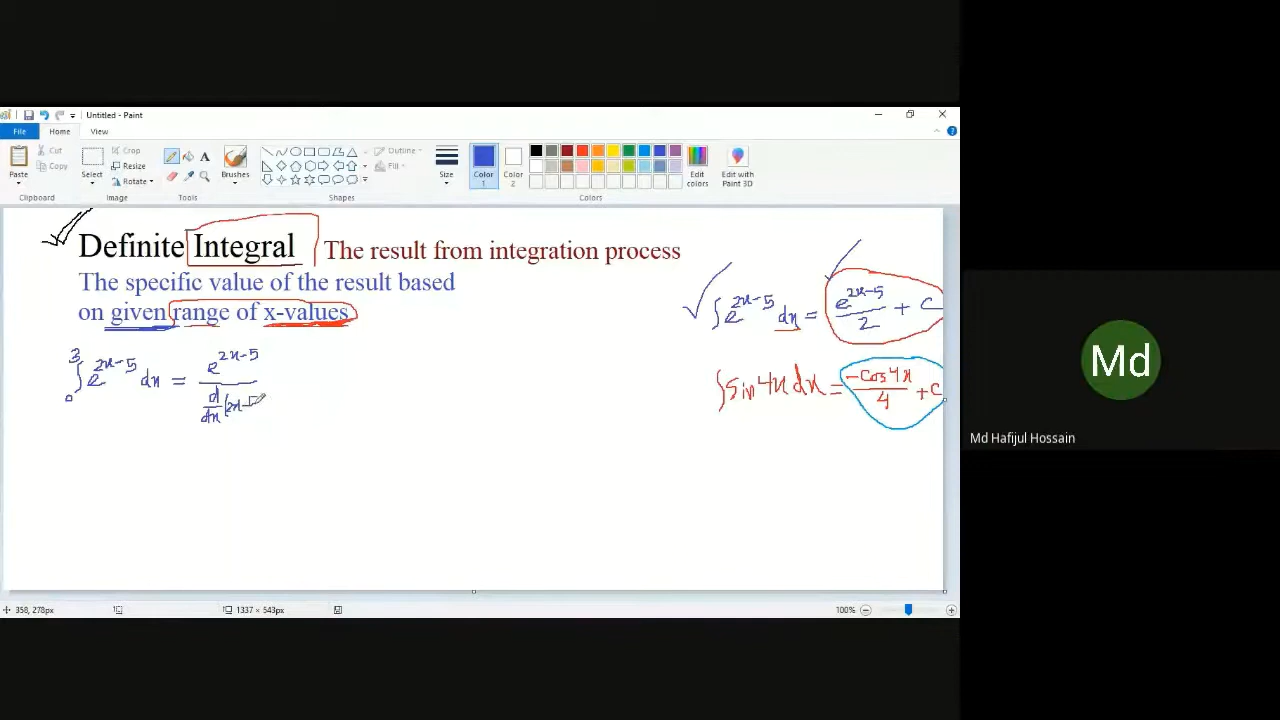 Untitled - Paint
File Home View
Paste Cut Copy Clipboard
Select Crop Resize Rotate Image
Tools
Brushes
Outline Fill Shapes
Size
Color 1 Color 2 Edit colors Edit with Paint 3D Colors
Definite Integral The result from integration process
The specific value of the result based
on given range of x-values
∫ e^{2x-5} dx = e^{2x-5}/2 + C
∫₀³ e^{2x-5} dx = e^{2x-5} / d/dx(2x-5
∫ sin4x dx = -cos4x/4 + C
Md
Md Hafijul Hossain
358, 278px 1337 × 543px 100%